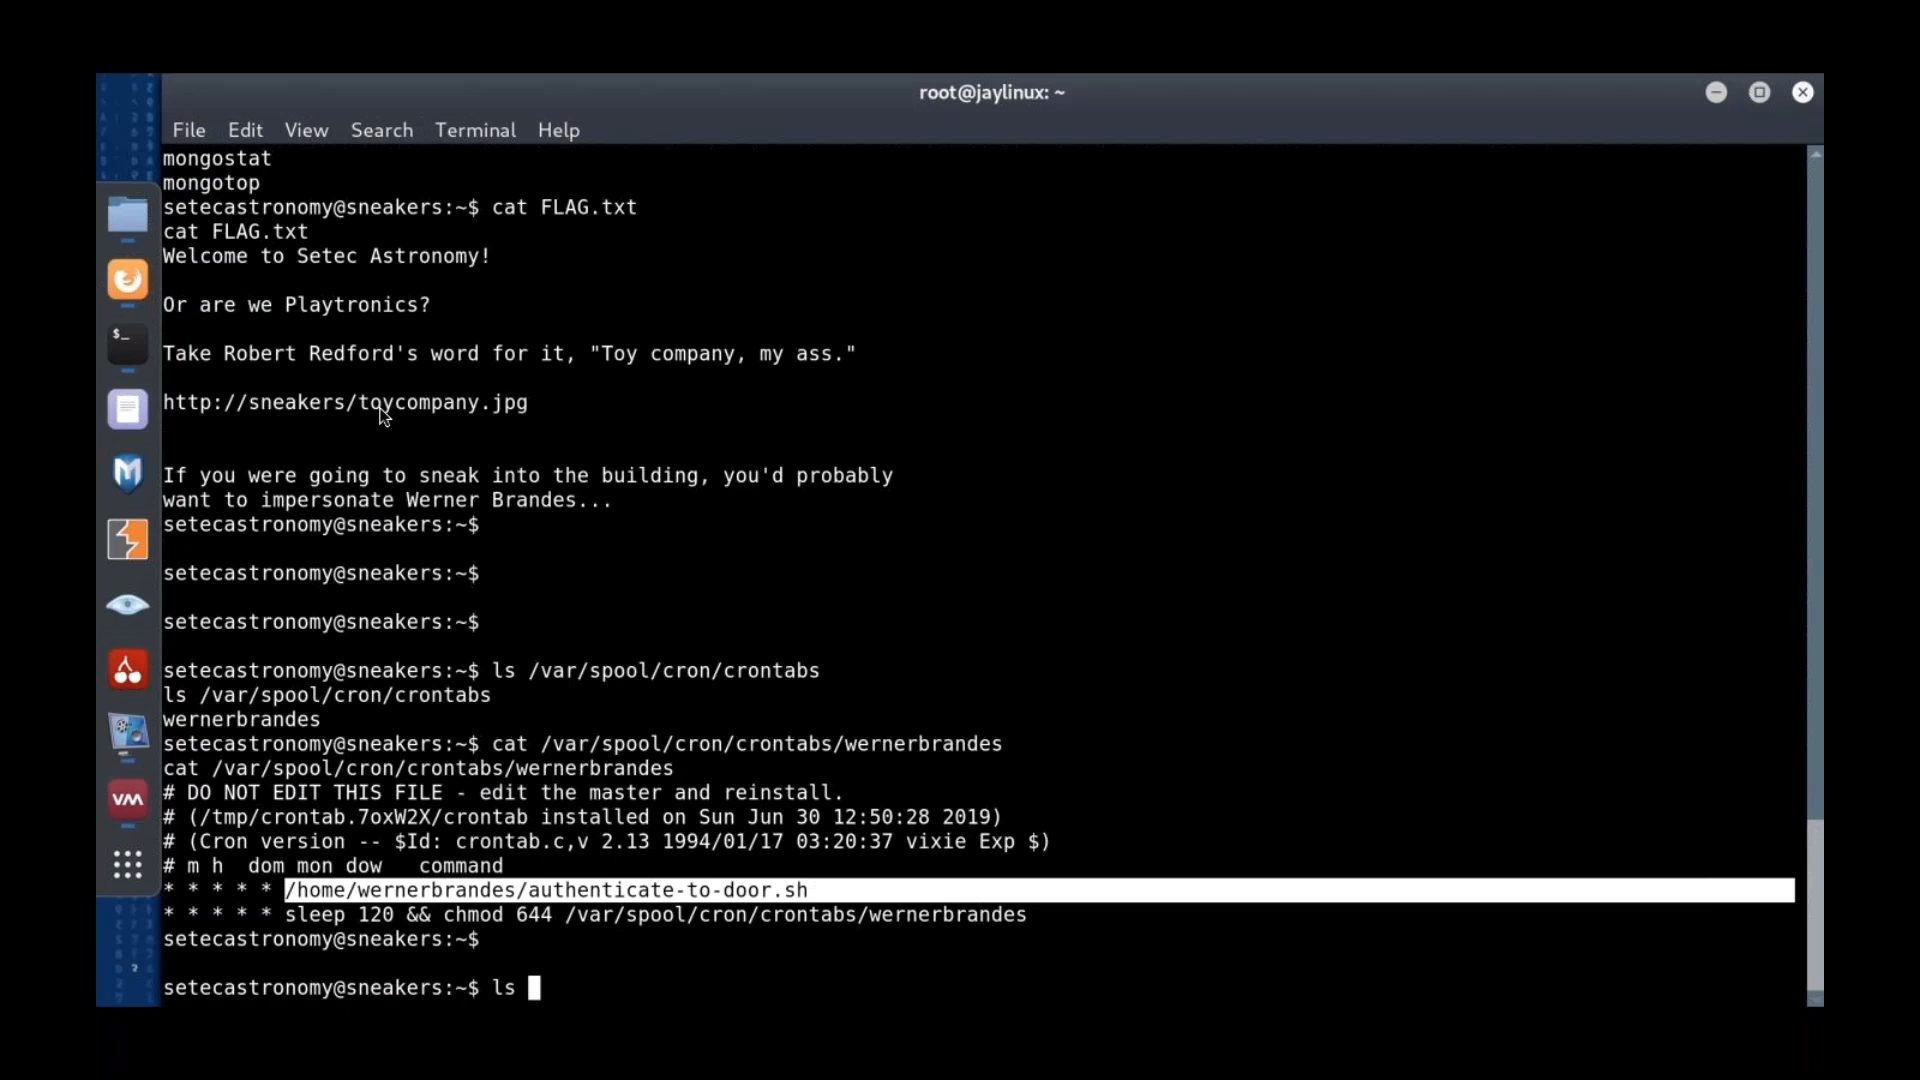 root@jaylinux: ~
File Edit View Search Terminal Help
mongostat
mongotop
setecastronomy@sneakers:~$ cat FLAG.txt
cat FLAG.txt
Welcome to Setec Astronomy!
Or are we Playtronics?
Take Robert Redford's word for it, "Toy company, my ass."
http://sneakers/toycompany.jpg
If you were going to sneak into the building, you'd probably
want to impersonate Werner Brandes...
setecastronomy@sneakers:~$
setecastronomy@sneakers:~$
setecastronomy@sneakers:~$
setecastronomy@sneakers:~$ ls /var/spool/cron/crontabs
ls /var/spool/cron/crontabs
wernerbrandes
setecastronomy@sneakers:~$ cat /var/spool/cron/crontabs/wernerbrandes
cat /var/spool/cron/crontabs/wernerbrandes
# DO NOT EDIT THIS FILE - edit the master and reinstall.
# (/tmp/crontab.7oxW2X/crontab installed on Sun Jun 30 12:50:28 2019)
# (Cron version -- $Id: crontab.c,v 2.13 1994/01/17 03:20:37 vixie Exp $)
# m h  dom mon dow   command
* * * * * /home/wernerbrandes/authenticate-to-door.sh
* * * * * sleep 120 && chmod 644 /var/spool/cron/crontabs/wernerbrandes
setecastronomy@sneakers:~$
setecastronomy@sneakers:~$ ls
$_
M
vm